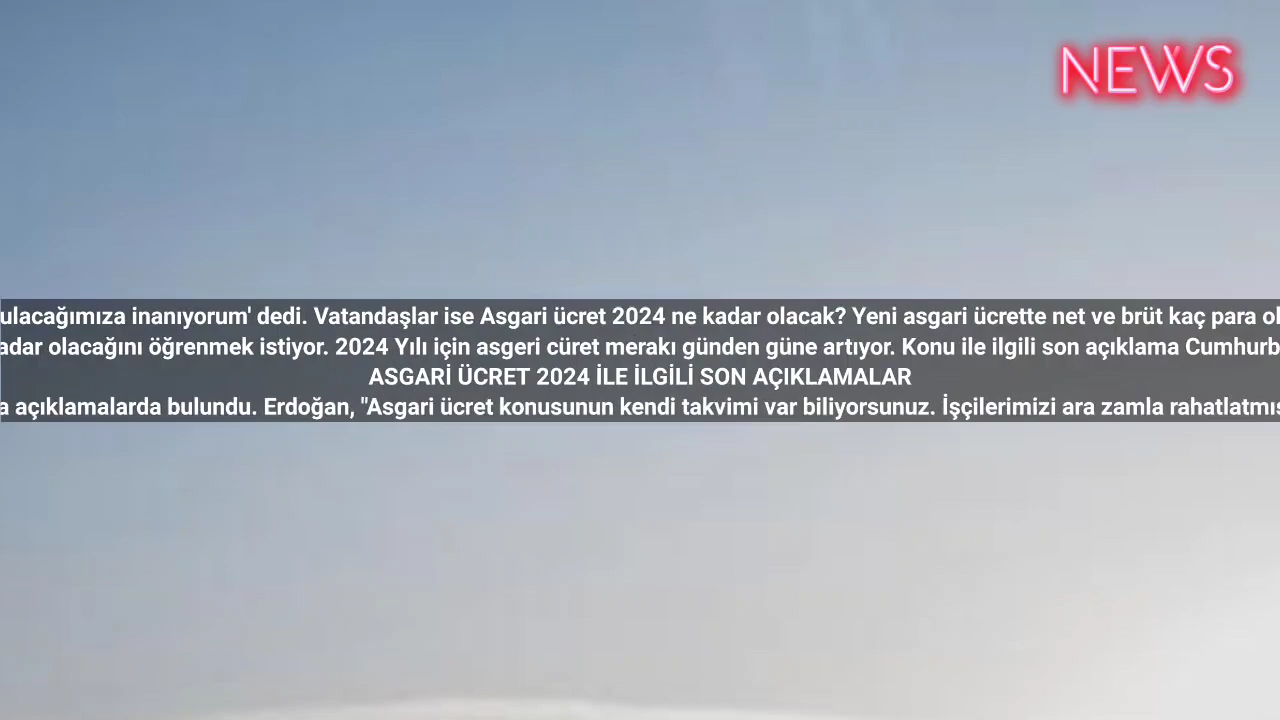 NEWS
ulacağımıza inanıyorum' dedi. Vatandaşlar ise Asgari ücret 2024 ne kadar olacak? Yeni asgari ücrette net ve brüt kaç para ol
adar olacağını öğrenmek istiyor. 2024 Yılı için asgeri cüret merakı günden güne artıyor. Konu ile ilgili son açıklama Cumhurb
ASGARİ ÜCRET 2024 İLE İLGİLİ SON AÇIKLAMALAR
a açıklamalarda bulundu. Erdoğan, "Asgari ücret konusunun kendi takvimi var biliyorsunuz. İşçilerimizi ara zamla rahatlatmış